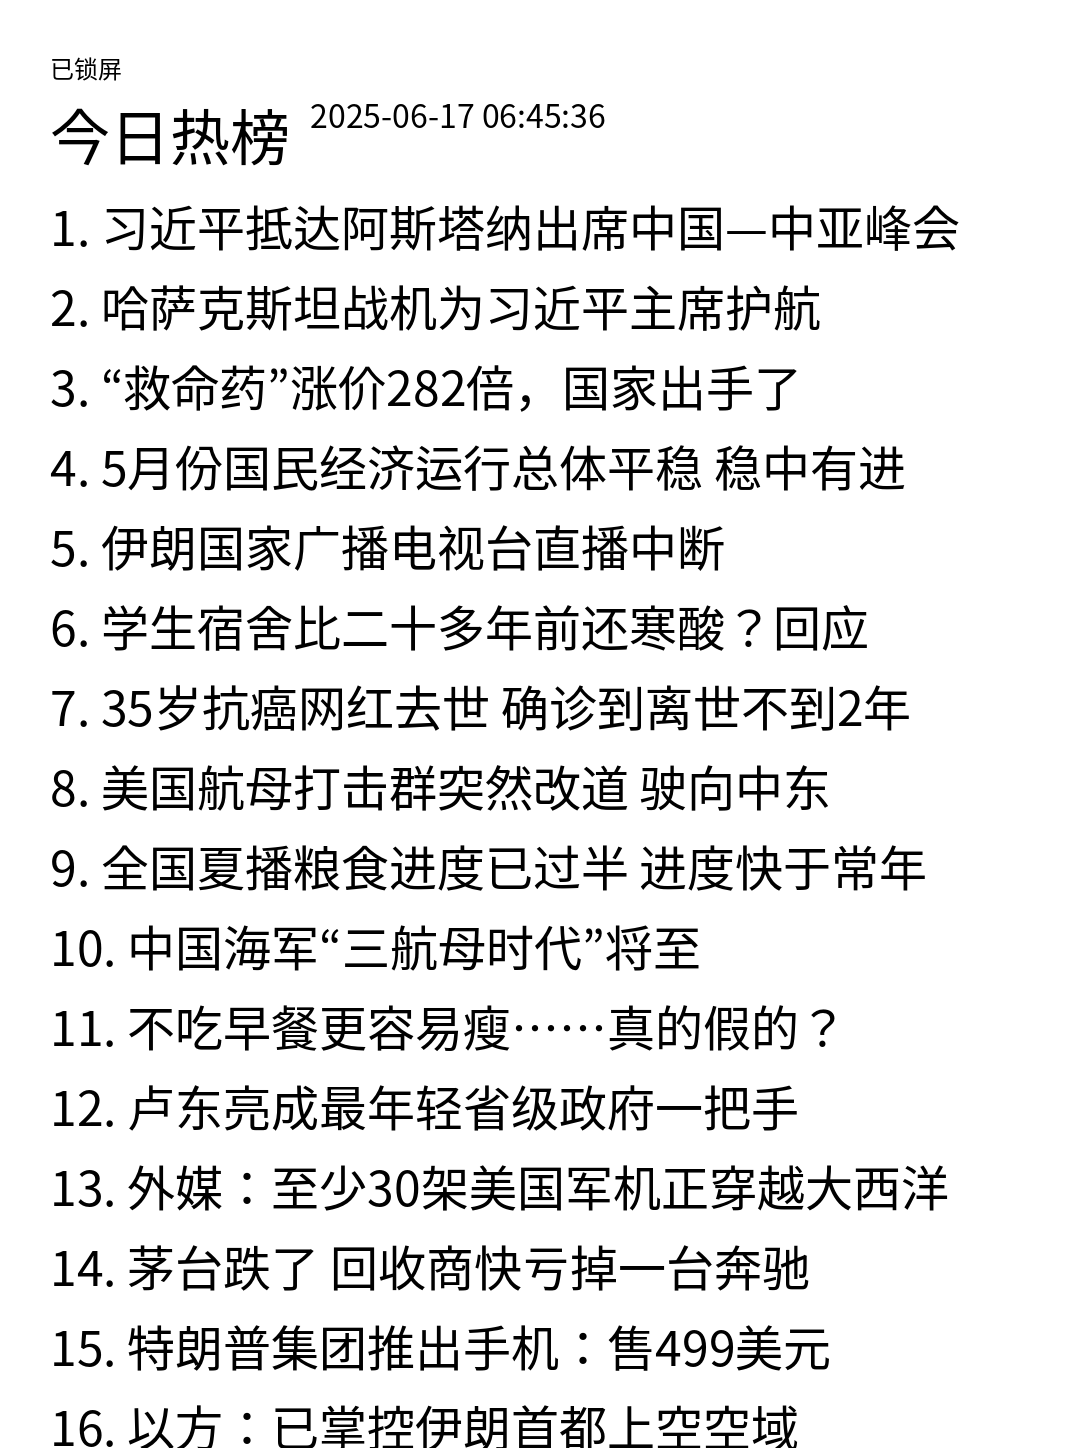 已锁屏
今日热榜 2025-06-17 06:45:36
1. 习近平抵达阿斯塔纳出席中国—中亚峰会
2. 哈萨克斯坦战机为习近平主席护航
3. “救命药”涨价282倍，国家出手了
4. 5月份国民经济运行总体平稳 稳中有进
5. 伊朗国家广播电视台直播中断
6. 学生宿舍比二十多年前还寒酸？回应
7. 35岁抗癌网红去世 确诊到离世不到2年
8. 美国航母打击群突然改道 驶向中东
9. 全国夏播粮食进度已过半 进度快于常年
10. 中国海军“三航母时代”将至
11. 不吃早餐更容易瘦……真的假的？
12. 卢东亮成最年轻省级政府一把手
13. 外媒：至少30架美国军机正穿越大西洋
14. 茅台跌了 回收商快亏掉一台奔驰
15. 特朗普集团推出手机：售499美元
16. 以方：已掌控伊朗首都上空空域